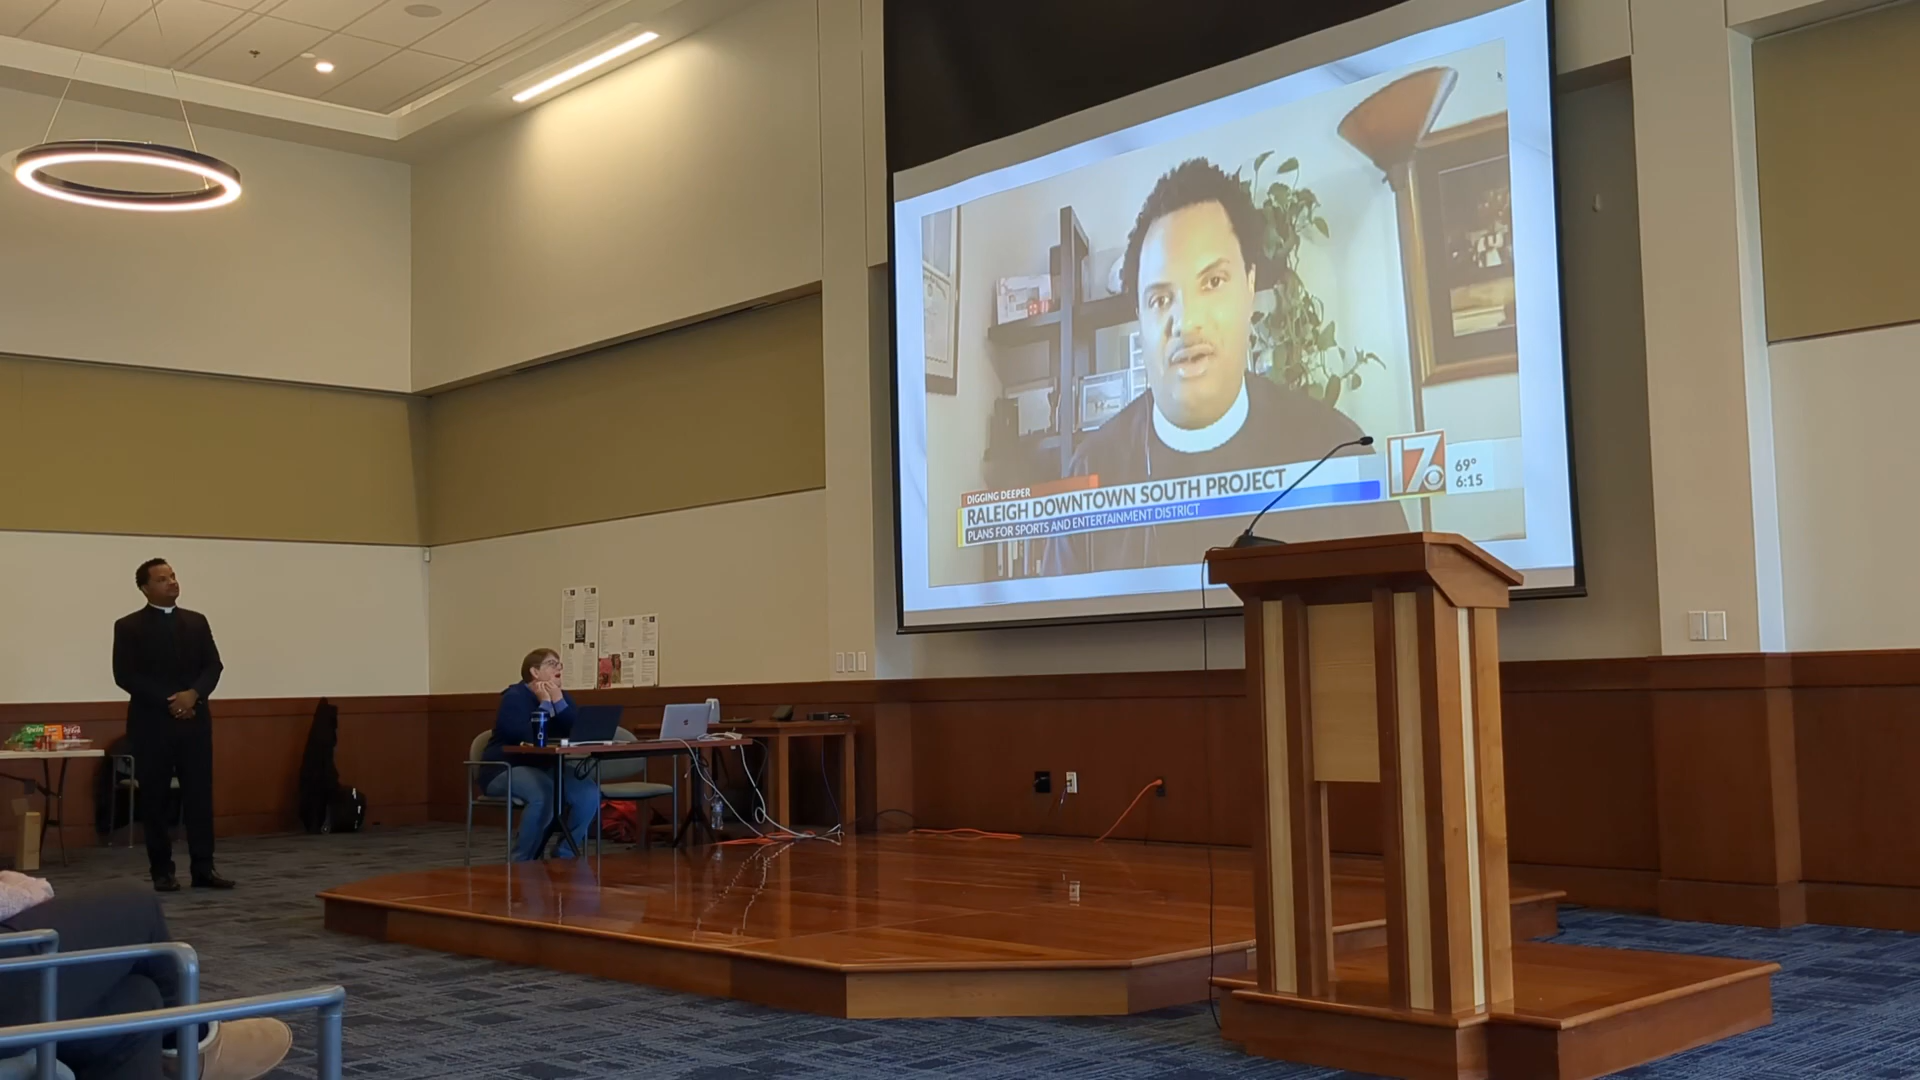 DIGGING DEEPER
RALEIGH DOWNTOWN SOUTH PROJECT
PLANS FOR SPORTS AND ENTERTAINMENT DISTRICT
17
69°
6:15